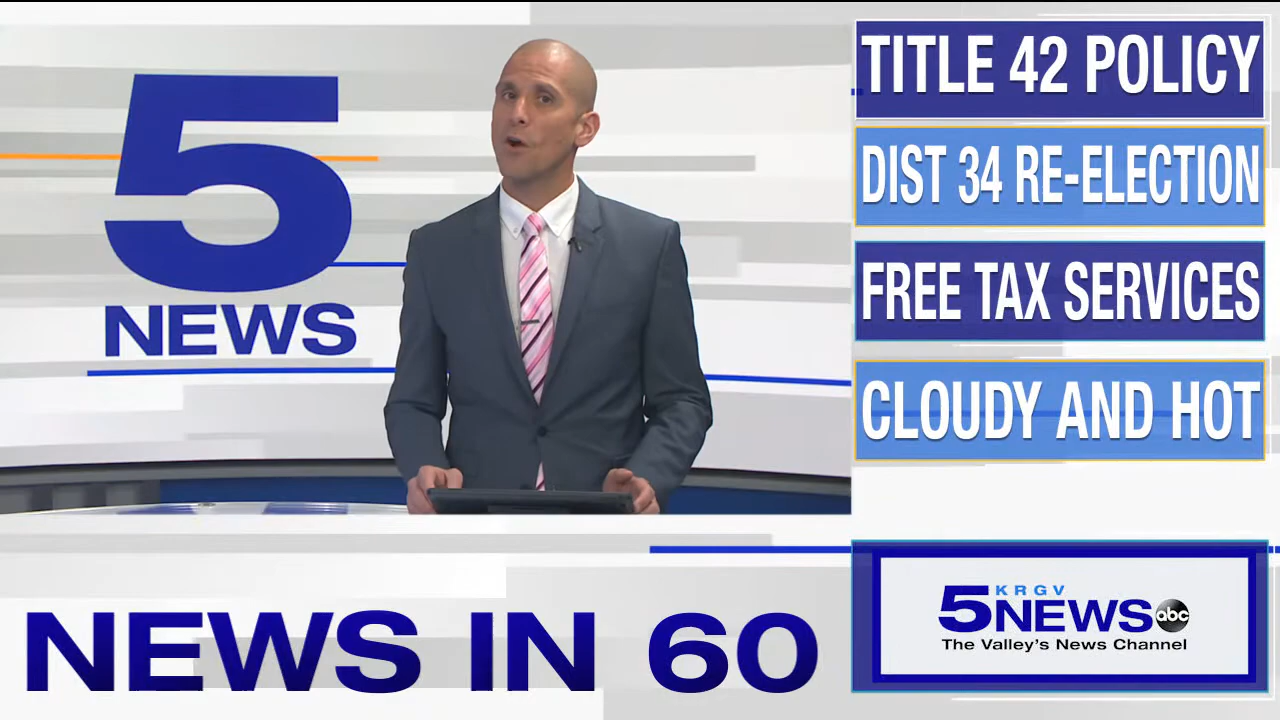 5
NEWS
TITLE 42 POLICY
DIST 34 RE-ELECTION
FREE TAX SERVICES
CLOUDY AND HOT
NEWS IN 60
KRGV
5NEWS abc
The Valley's News Channel